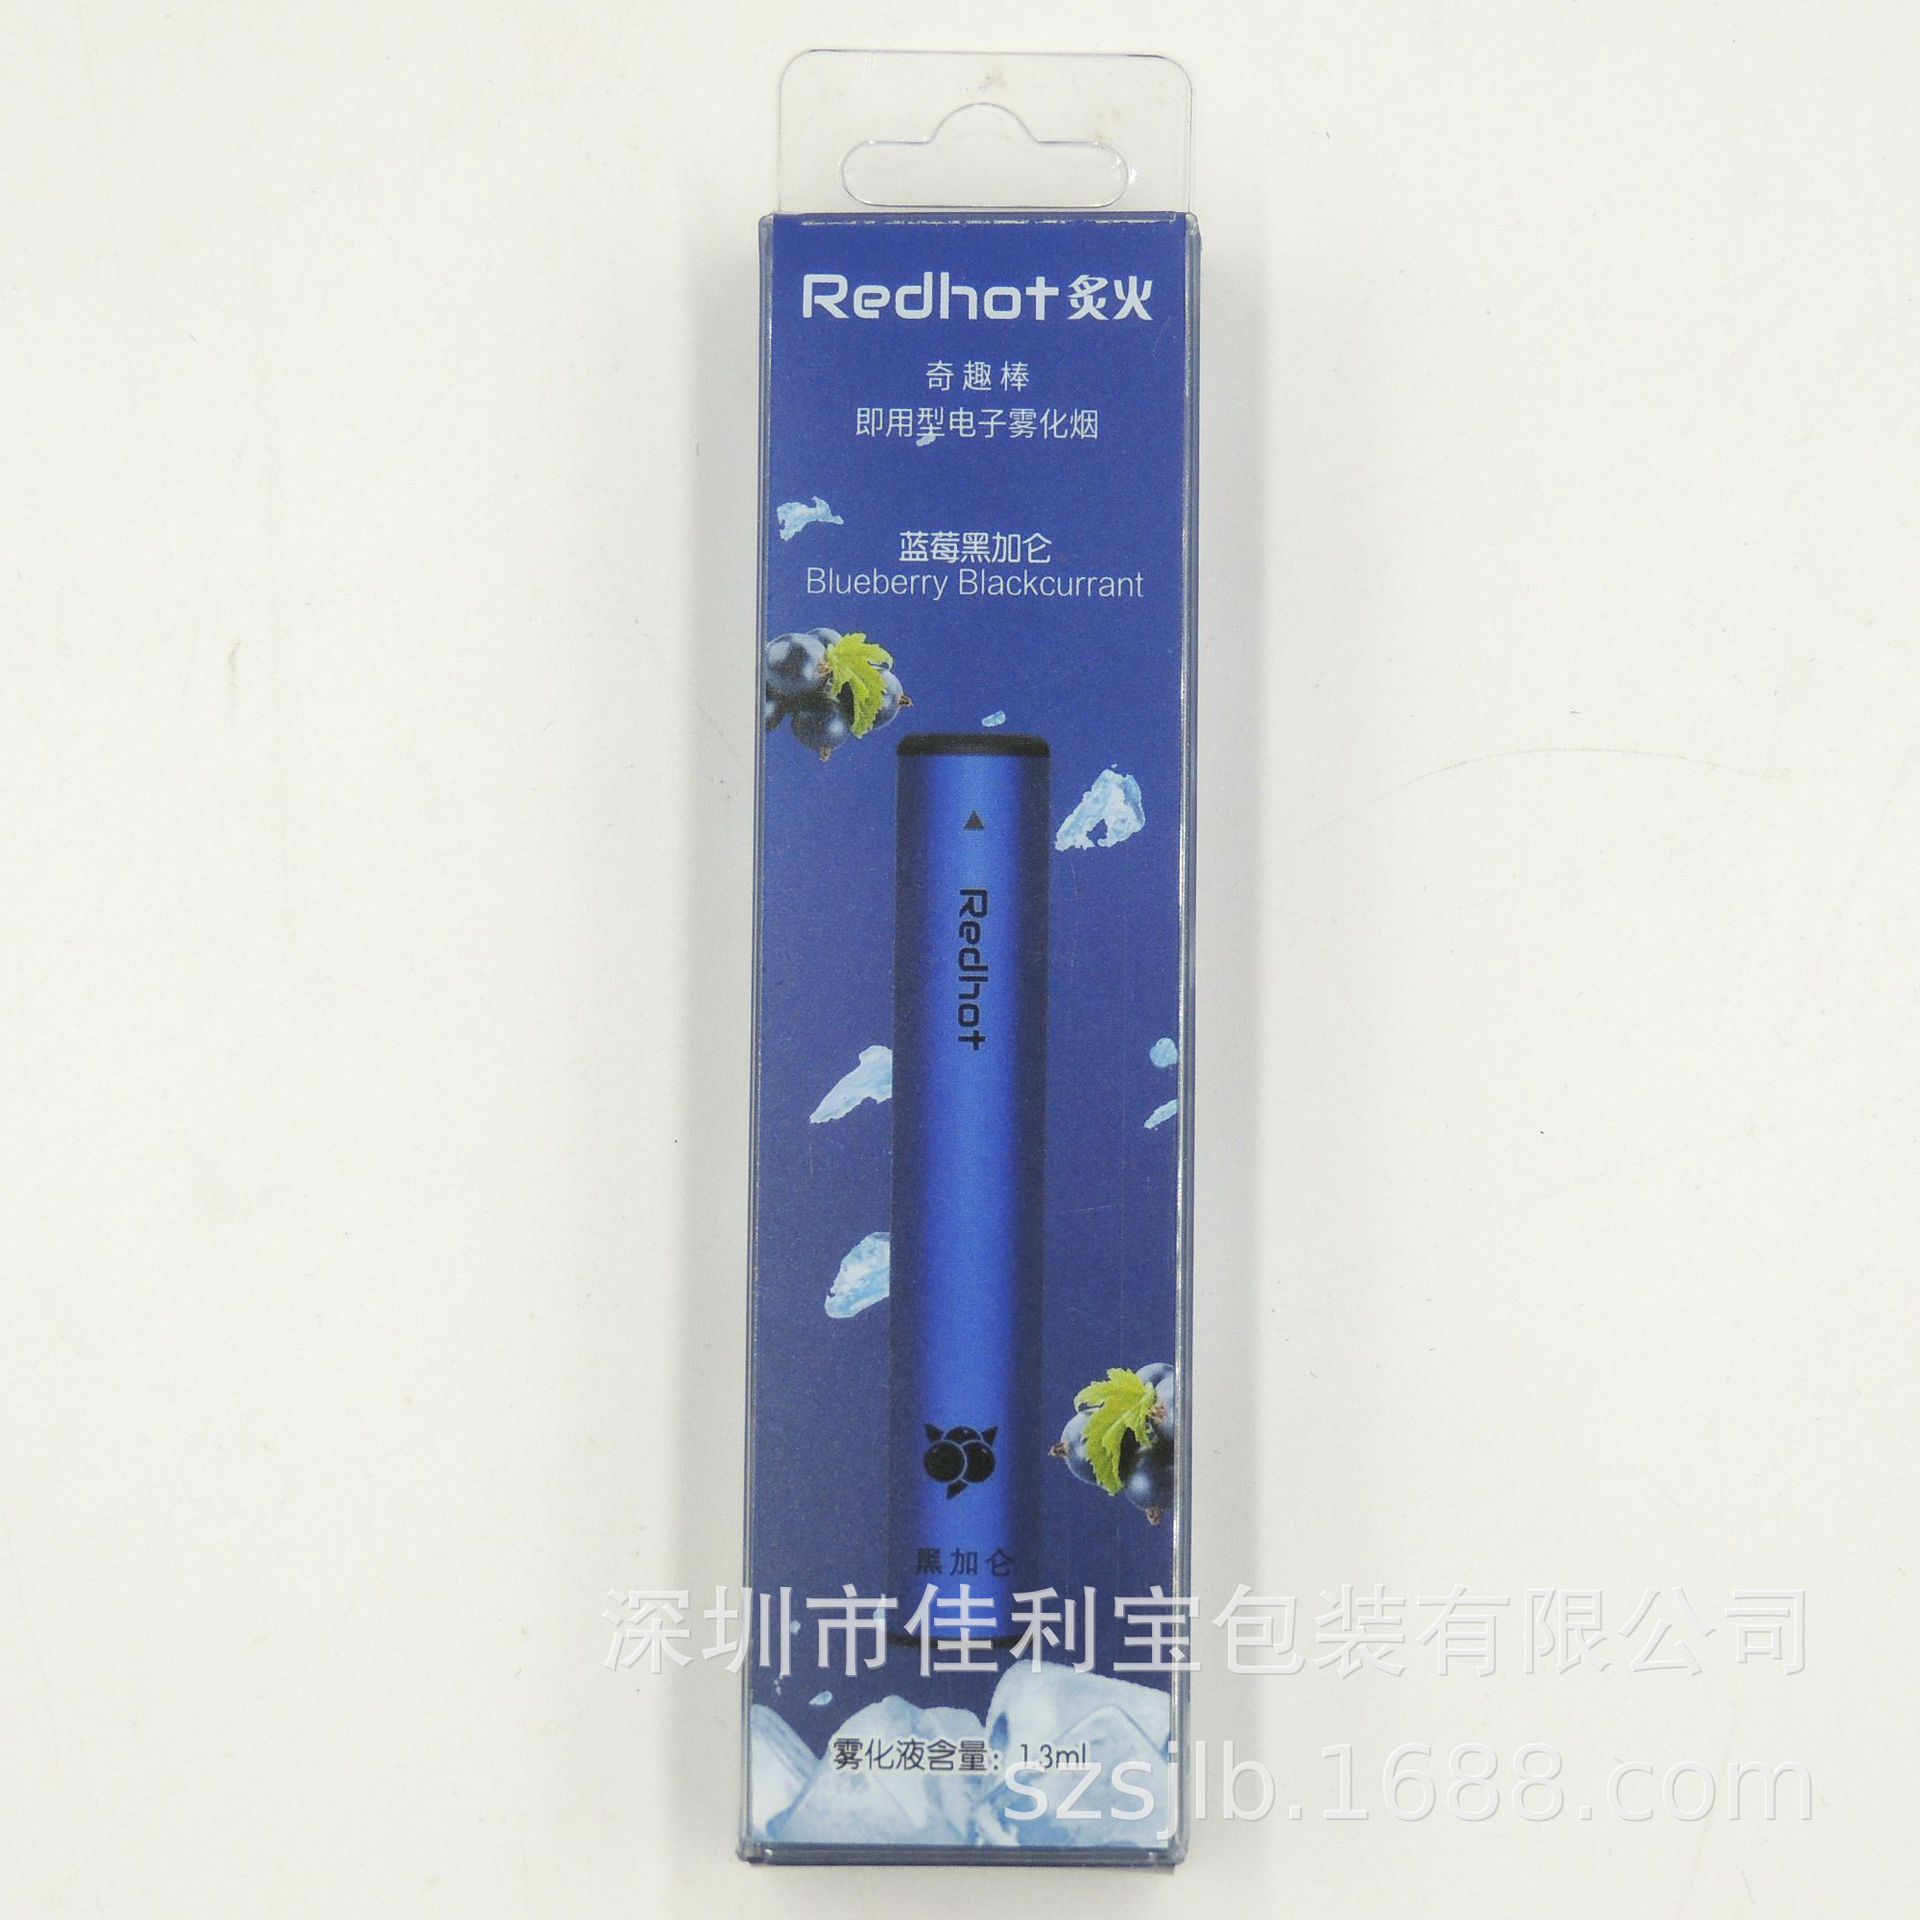 Redhot炙火
奇趣棒
即用型电子雾化烟
蓝莓黑加仑
Blueberry Blackcurrant
Redhot
黑加仑
深圳市佳利宝包装有限公司
雾化液含量：1.3ml
szsjlb.1688.com